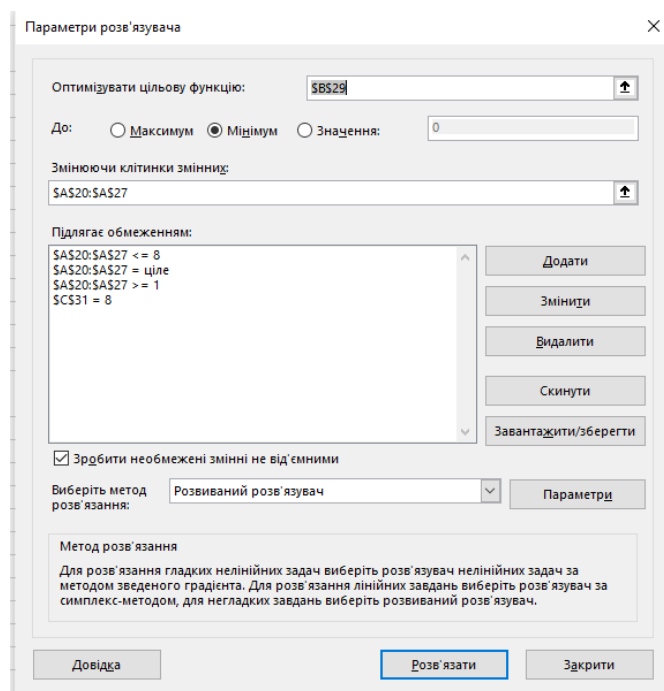 Параметри розв'язувача
Оптимізувати цільову функцію:
$B$29
До:
Максимум
Мінімум
Значення:
0
Змінюючи клітинки змінних:
$A$20:$A$27
Підлягає обмеженням:
$A$20:$A$27 <= 8
$A$20:$A$27 = ціле
$A$20:$A$27 >= 1
$C$31 = 8
Додати
Змінити
Видалити
Скинути
Завантажити/зберегти
Зробити необмежені змінні не від'ємними
Виберіть метод
розв'язання:
Розвиваний розв'язувач
Параметри
Метод розв'язання
Для розв'язання гладких нелінійних задач виберіть розв'язувач нелінійних задач за
методом зведеного градієнта. Для розв'язання лінійних завдань виберіть розв'язувач за
симплекс-методом, для негладких завдань виберіть розвиваний розв'язувач.
Довідка
Розв'язати
Закрити